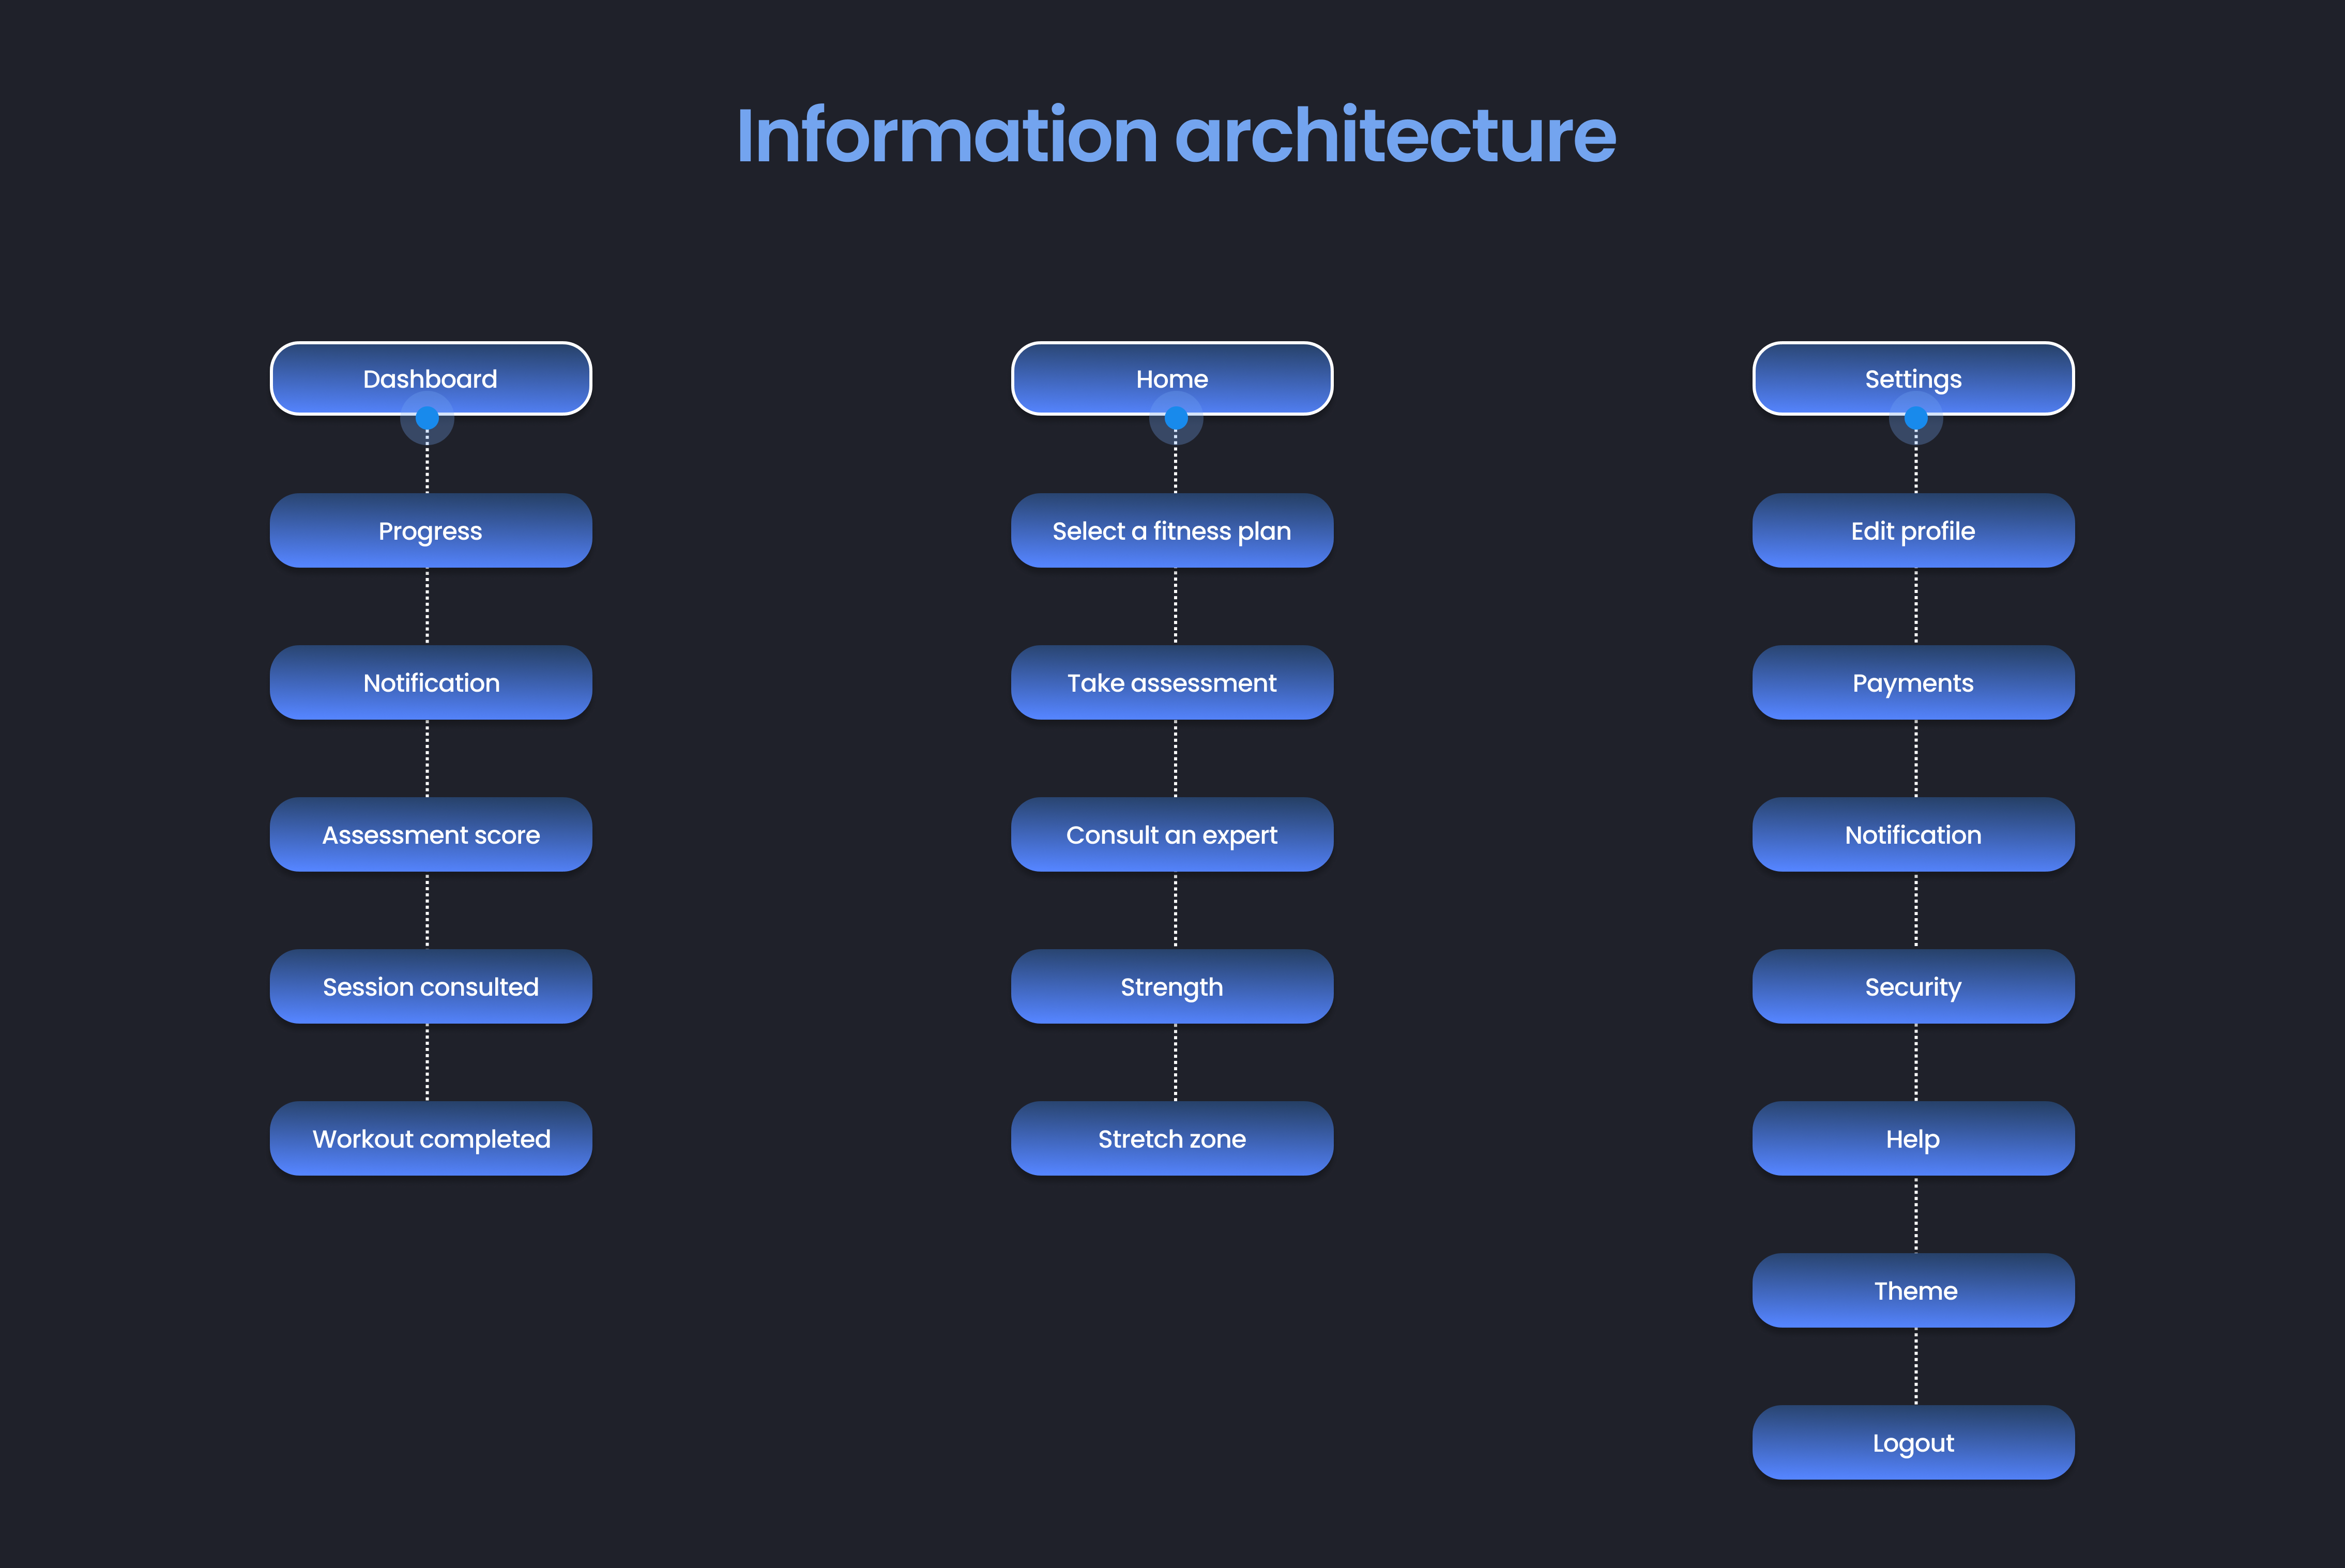 Information architecture
Dashboard
Progress
Notification
Assessment score
Session consulted
Workout completed
Home
Select a fitness plan
Take assessment
Consult an expert
Strength
Stretch zone
Settings
Edit profile
Payments
Notification
Security
Help
Theme
Logout